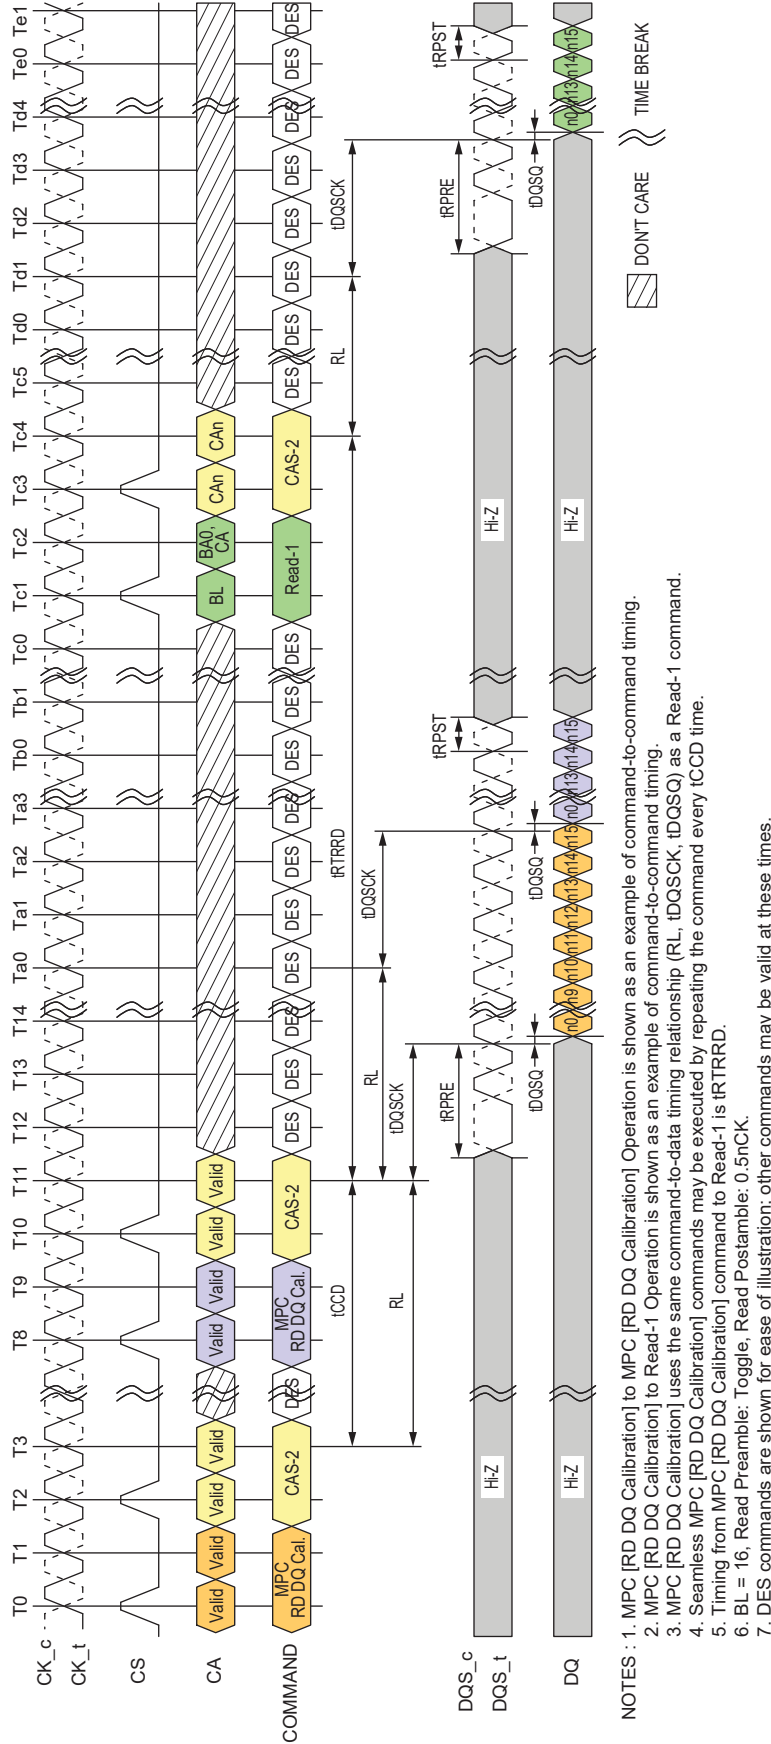 T0 T1 T2 T3 T8 T9 T10 T11 T12 T13 T14 Ta0 Ta1 Ta2 Ta3 Tb0 Tb1 Tc0 Tc1 Tc2 Tc3 Tc4 Tc5 Td0 Td1 Td2 Td3 Td4 Te0 Te1
CK_c
CK_t
CS
CA
Valid Valid Valid Valid Valid Valid Valid Valid BL BA0, CA CAn CAn
COMMAND
MPC RD DQ Cal. CAS-2 DES MPC RD DQ Cal. CAS-2 DES DES DES DES DES DES DES DES DES DES Read-1 CAS-2 DES DES DES DES DES DES DES DES
tCCD tRTRRD RL tDQSCK
RL tDQSCK
RL tDQSCK
tRPRE tRPST tRPRE tRPST
DQS_c
DQS_t
Hi-Z Hi-Z
tDQSQ tDQSQ tDQSQ
DQ
Hi-Z n0 n9 n10 n11 n12 n13 n14 n15 n0 n13 n14 n15 Hi-Z n0 n13 n14 n15
DON'T CARE TIME BREAK
NOTES : 1. MPC [RD DQ Calibration] to MPC [RD DQ Calibration] Operation is shown as an example of command-to-command timing.
2. MPC [RD DQ Calibration] to Read-1 Operation is shown as an example of command-to-command timing.
3. MPC [RD DQ Calibration] uses the same command-to-data timing relationship (RL, tDQSCK, tDQSQ) as a Read-1 command.
4. Seamless MPC [RD DQ Calibration] commands may be executed by repeating the command every tCCD time.
5. Timing from MPC [RD DQ Calibration] command to Read-1 is tRTRRD.
6. BL = 16, Read Preamble: Toggle, Read Postamble: 0.5nCK.
7. DES commands are shown for ease of illustration; other commands may be valid at these times.